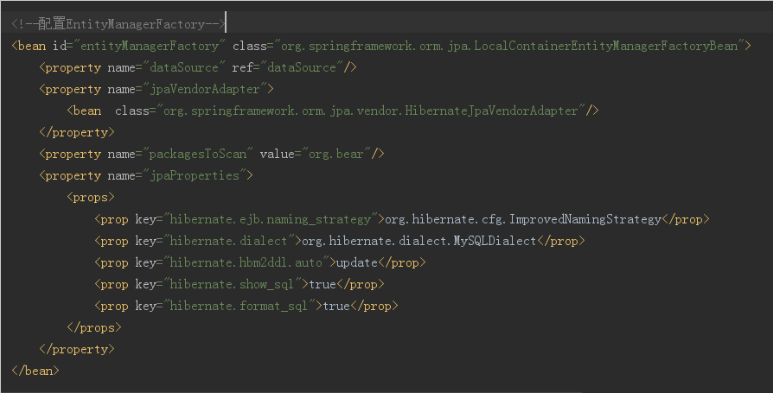 <!--配置EntityManagerFactory-->
<bean id="entityManagerFactory" class="org.springframework.orm.jpa.LocalContainerEntityManagerFactoryBean">
    <property name="dataSource" ref="dataSource"/>
    <property name="jpaVendorAdapter">
        <bean  class="org.springframework.orm.jpa.vendor.HibernateJpaVendorAdapter"/>
    </property>
    <property name="packagesToScan" value="org.bear"/>
    <property name="jpaProperties">
        <props>
            <prop key="hibernate.ejb.naming_strategy">org.hibernate.cfg.ImprovedNamingStrategy</prop>
            <prop key="hibernate.dialect">org.hibernate.dialect.MySQLDialect</prop>
            <prop key="hibernate.hbm2ddl.auto">update</prop>
            <prop key="hibernate.show_sql">true</prop>
            <prop key="hibernate.format_sql">true</prop>
        </props>
    </property>
</bean>